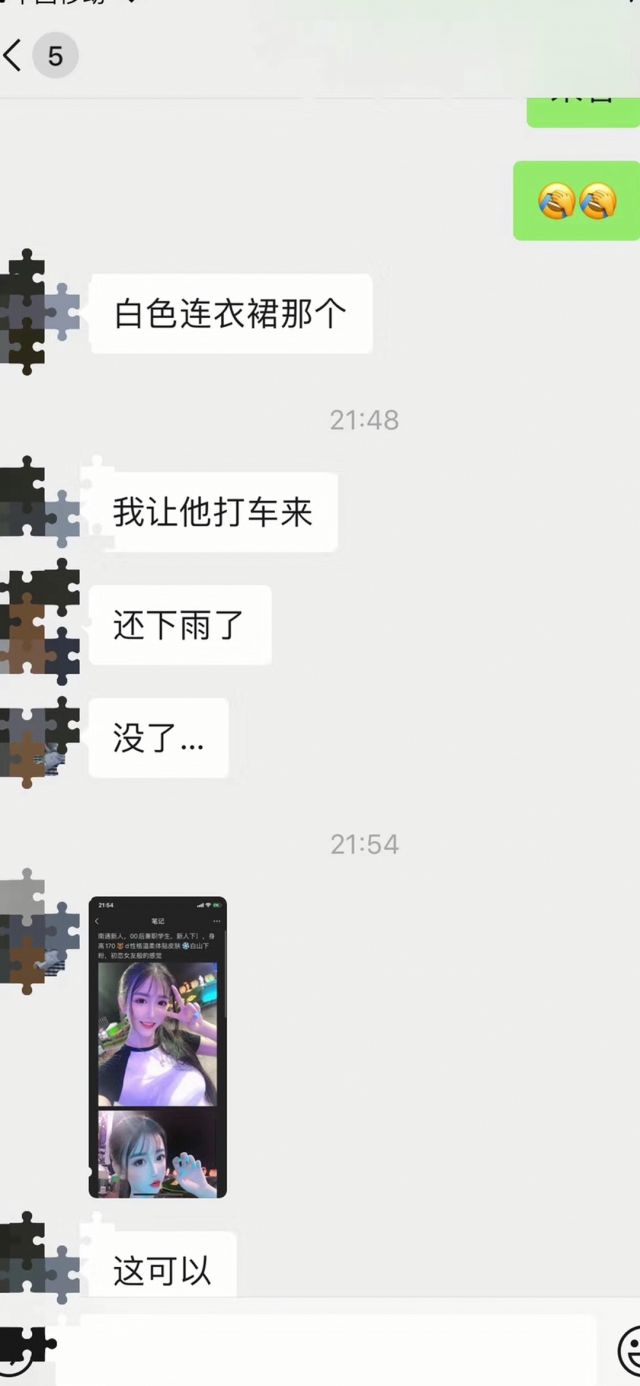 5
白色连衣裙那个
21:48
我让他打车来
还下雨了
没了...
21:54
21:54
笔记
南通新人，00后兼职学生，新人下，身
高170 d性格温柔体贴皮肤 白山下
粉，初恋女友般的感觉
这可以